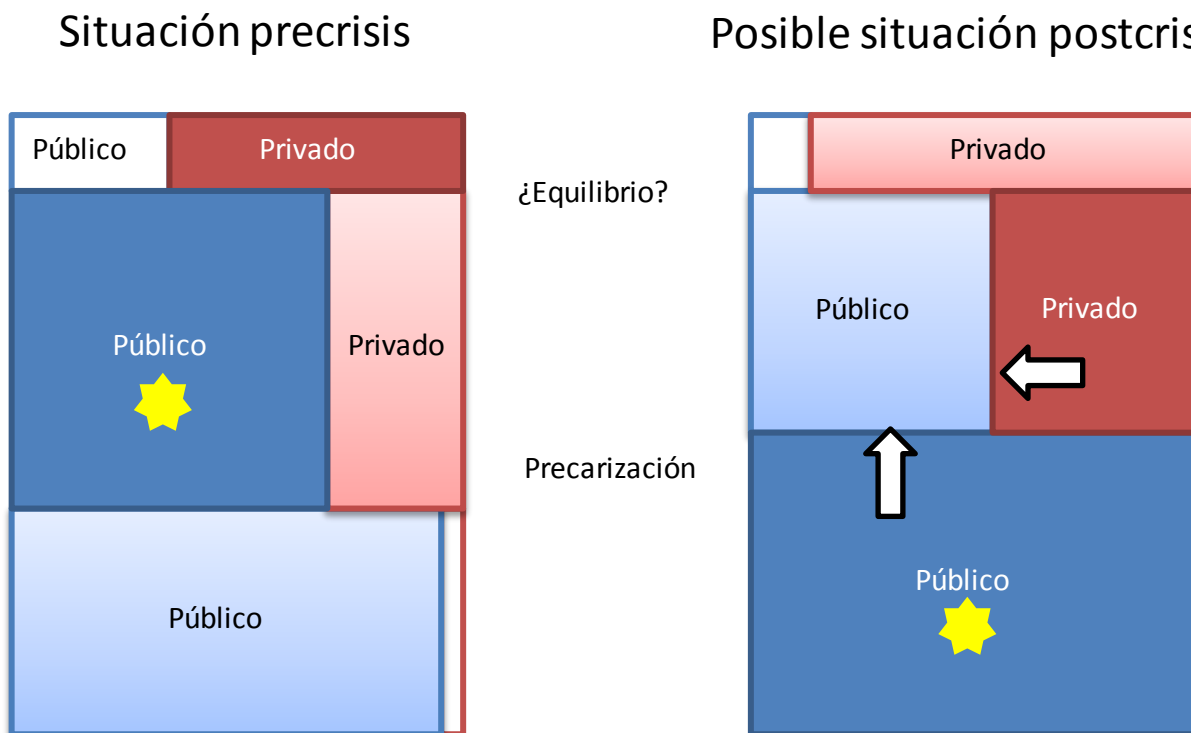 Situación precrisis
Posible situación postcris
Público
Privado
Privado
¿Equilibrio?
Público
Privado
Público
Privado
Precarización
Público
Público